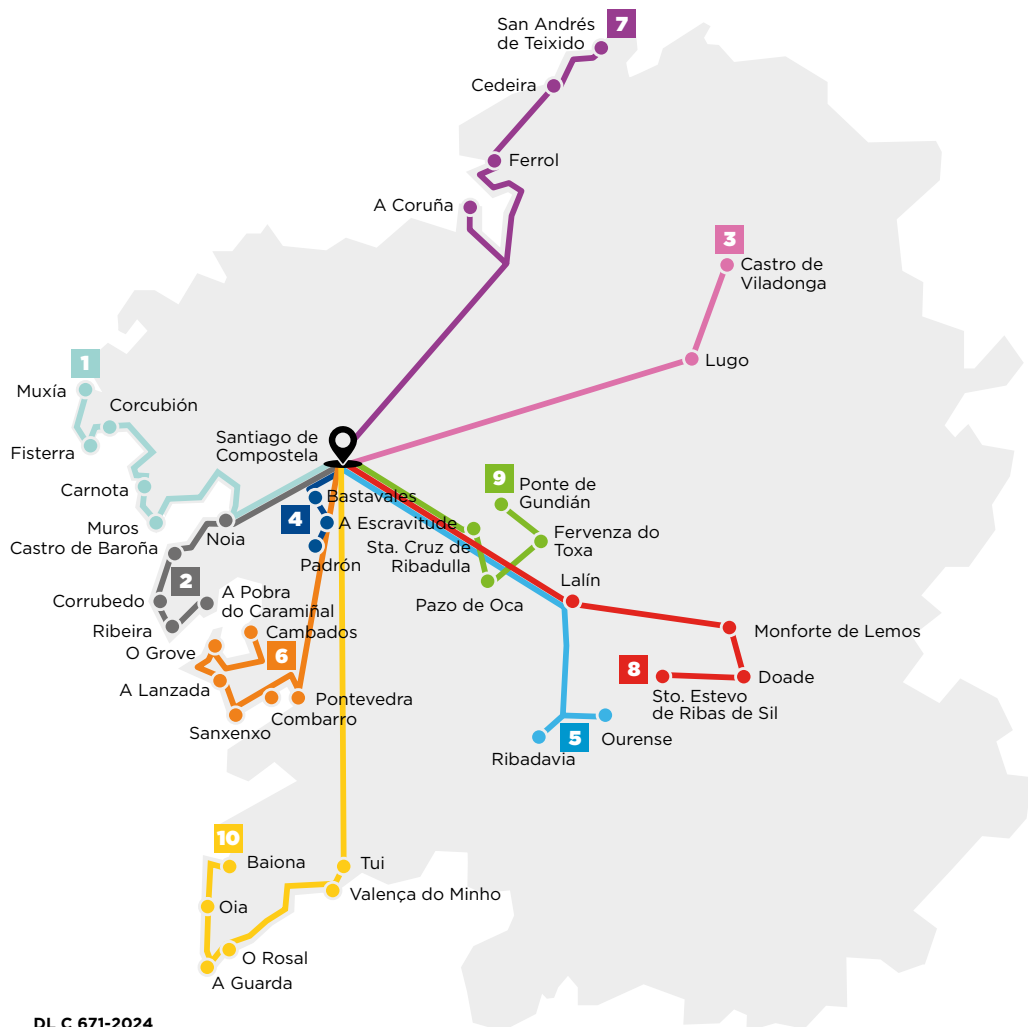 San Andrés
de Teixido
7
Cedeira
Ferrol
A Coruña
3
Castro de
Viladonga
Lugo
1
Muxía
Corcubión
Fisterra
Santiago de
Compostela
Carnota
Muros
Castro de Baroña
Noia
4
Bastavales
A Escravitude
Padrón
9
Ponte de
Gundián
Fervenza do
Toxa
Sta. Cruz de
Ribadulla
Pazo de Oca
Lalín
2
A Pobra
do Caramiñal
Corrubedo
Ribeira
Cambados
O Grove
6
A Lanzada
Pontevedra
Combarro
Sanxenxo
Monforte de Lemos
8
Doade
Sto. Estevo
de Ribas de Sil
5
Ourense
Ribadavia
10
Baiona
Tui
Valença do Minho
Oia
O Rosal
A Guarda
DL C 671-2024